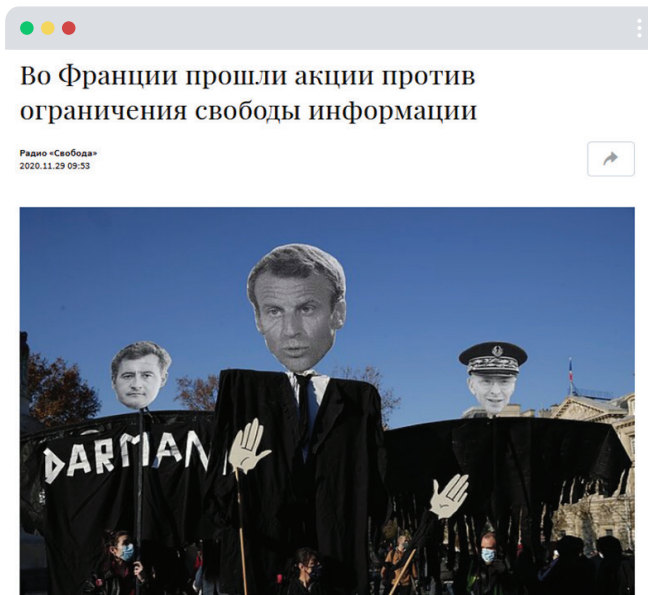 Во Франции прошли акции против
ограничения свободы информации
Радио «Свобода»
2020.11.29 09:53
DARMAN